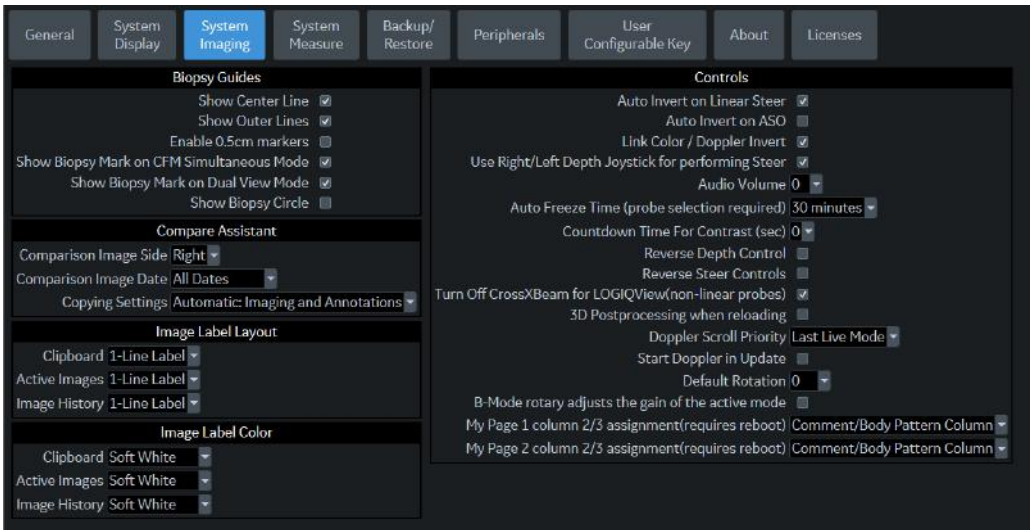 General
System
Display
System
Imaging
System
Measure
Backup/
Restore
Peripherals
User
Configurable Key
About
Licenses
Biopsy Guides
Show Center Line
Show Outer Lines
Enable 0.5cm markers
Show Biopsy Mark on CFM Simultaneous Mode
Show Biopsy Mark on Dual View Mode
Show Biopsy Circle
Compare Assistant
Comparison Image Side Right
Comparison Image Date All Dates
Copying Settings Automatic: Imaging and Annotations
Image Label Layout
Clipboard 1-Line Label
Active Images 1-Line Label
Image History 1-Line Label
Image Label Color
Clipboard Soft White
Active Images Soft White
Image History Soft White
Controls
Auto Invert on Linear Steer
Auto Invert on ASO
Link Color / Doppler Invert
Use Right/Left Depth Joystick for performing Steer
Audio Volume 0
Auto Freeze Time (probe selection required) 30 minutes
Countdown Time For Contrast (sec) 0
Reverse Depth Control
Reverse Steer Controls
Turn Off CrossXBeam for LOGIQView(non-linear probes)
3D Postprocessing when reloading
Doppler Scroll Priority Last Live Mode
Start Doppler in Update
Default Rotation 0
B-Mode rotary adjusts the gain of the active mode
My Page 1 column 2/3 assignment(requires reboot) Comment/Body Pattern Column
My Page 2 column 2/3 assignment(requires reboot) Comment/Body Pattern Column